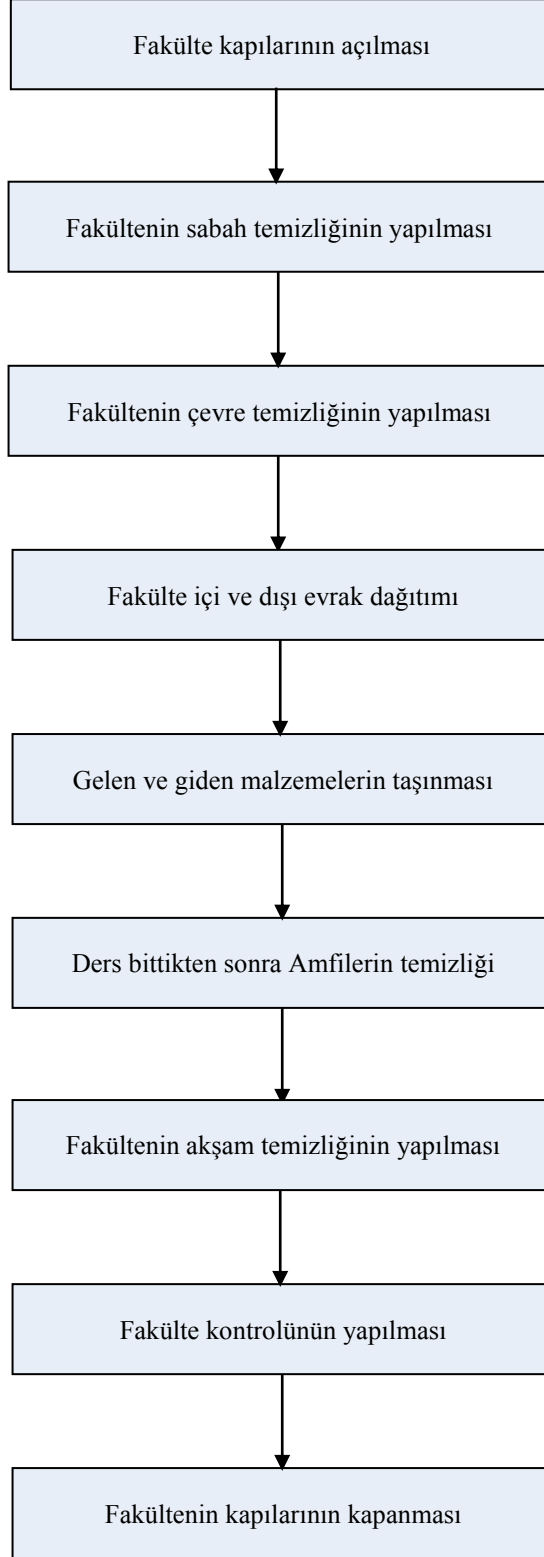 Fakülte kapılarının açılması
Fakültenin sabah temizliğinin yapılması
Fakültenin çevre temizliğinin yapılması
Fakülte içi ve dışı evrak dağıtımı
Gelen ve giden malzemelerin taşınması
Ders bittikten sonra Amfilerin temizliği
Fakültenin akşam temizliğinin yapılması
Fakülte kontrolünün yapılması
Fakültenin kapılarının kapanması